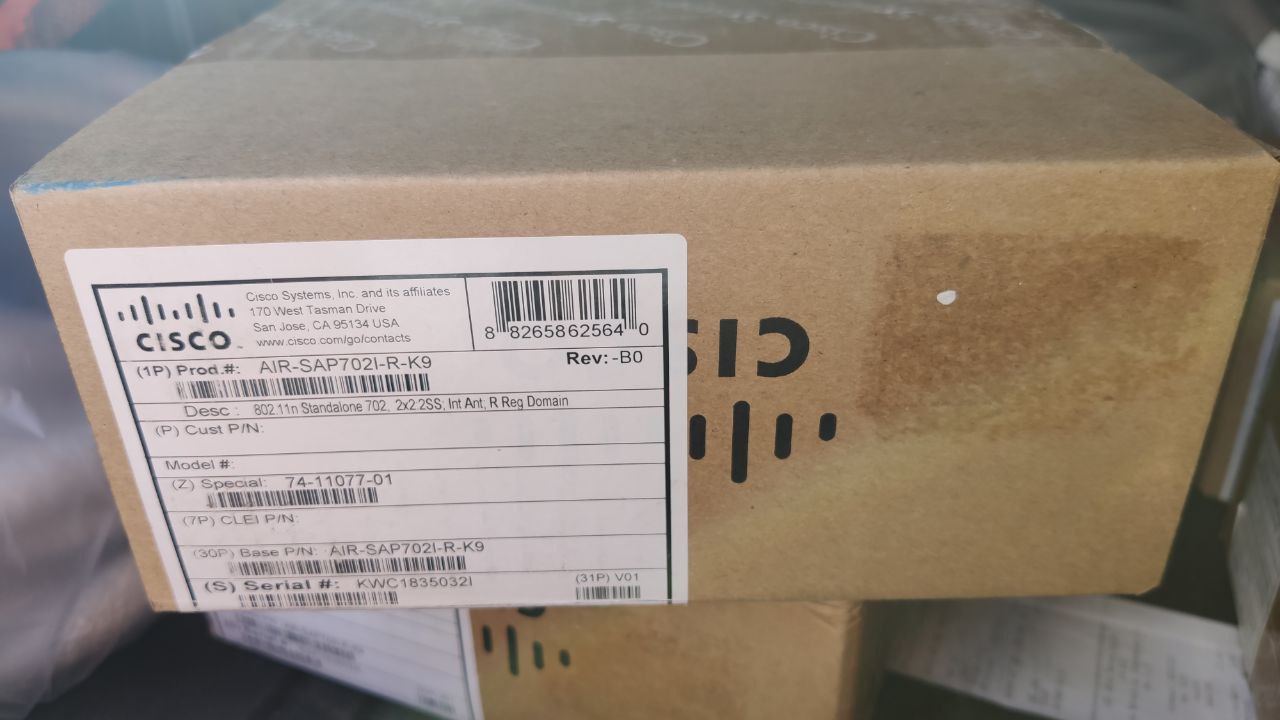 Cisco Systems, Inc. and its affiliates
170 West Tasman Drive
San Jose, CA 95134 USA
www.cisco.com/go/contacts
CISCO
8 8265862564 0
(1P) Prod.#: AIR-SAP702I-R-K9
Rev:-B0
Desc : 802.11n Standalone 702, 2x2:2SS; Int Ant; R Reg Domain
(P) Cust P/N:
Model #:
(Z) Special: 74-11077-01
(7P) CLEI P/N:
(30P) Base P/N: AIR-SAP702I-R-K9
(S) Serial #: KWC1835032I
(31P) V01
CIS